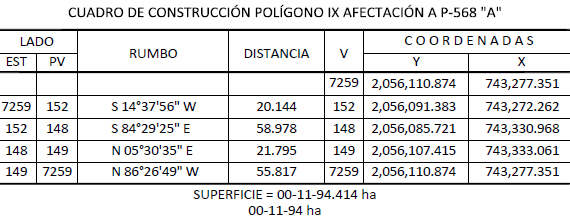 CUADRO DE CONSTRUCCIÓN POLÍGONO IX AFECTACIÓN A P-568 "A"
LADO RUMBO DISTANCIA V COORDENADAS
EST PV Y X
7259 2,056,110.874 743,277.351
7259 152 S 14°37'56" W 20.144 152 2,056,091.383 743,272.262
152 148 S 84°29'25" E 58.978 148 2,056,085.721 743,330.968
148 149 N 05°30'35" E 21.795 149 2,056,107.415 743,333.061
149 7259 N 86°26'49" W 55.817 7259 2,056,110.874 743,277.351
SUPERFICIE = 00-11-94.414 ha
00-11-94 ha